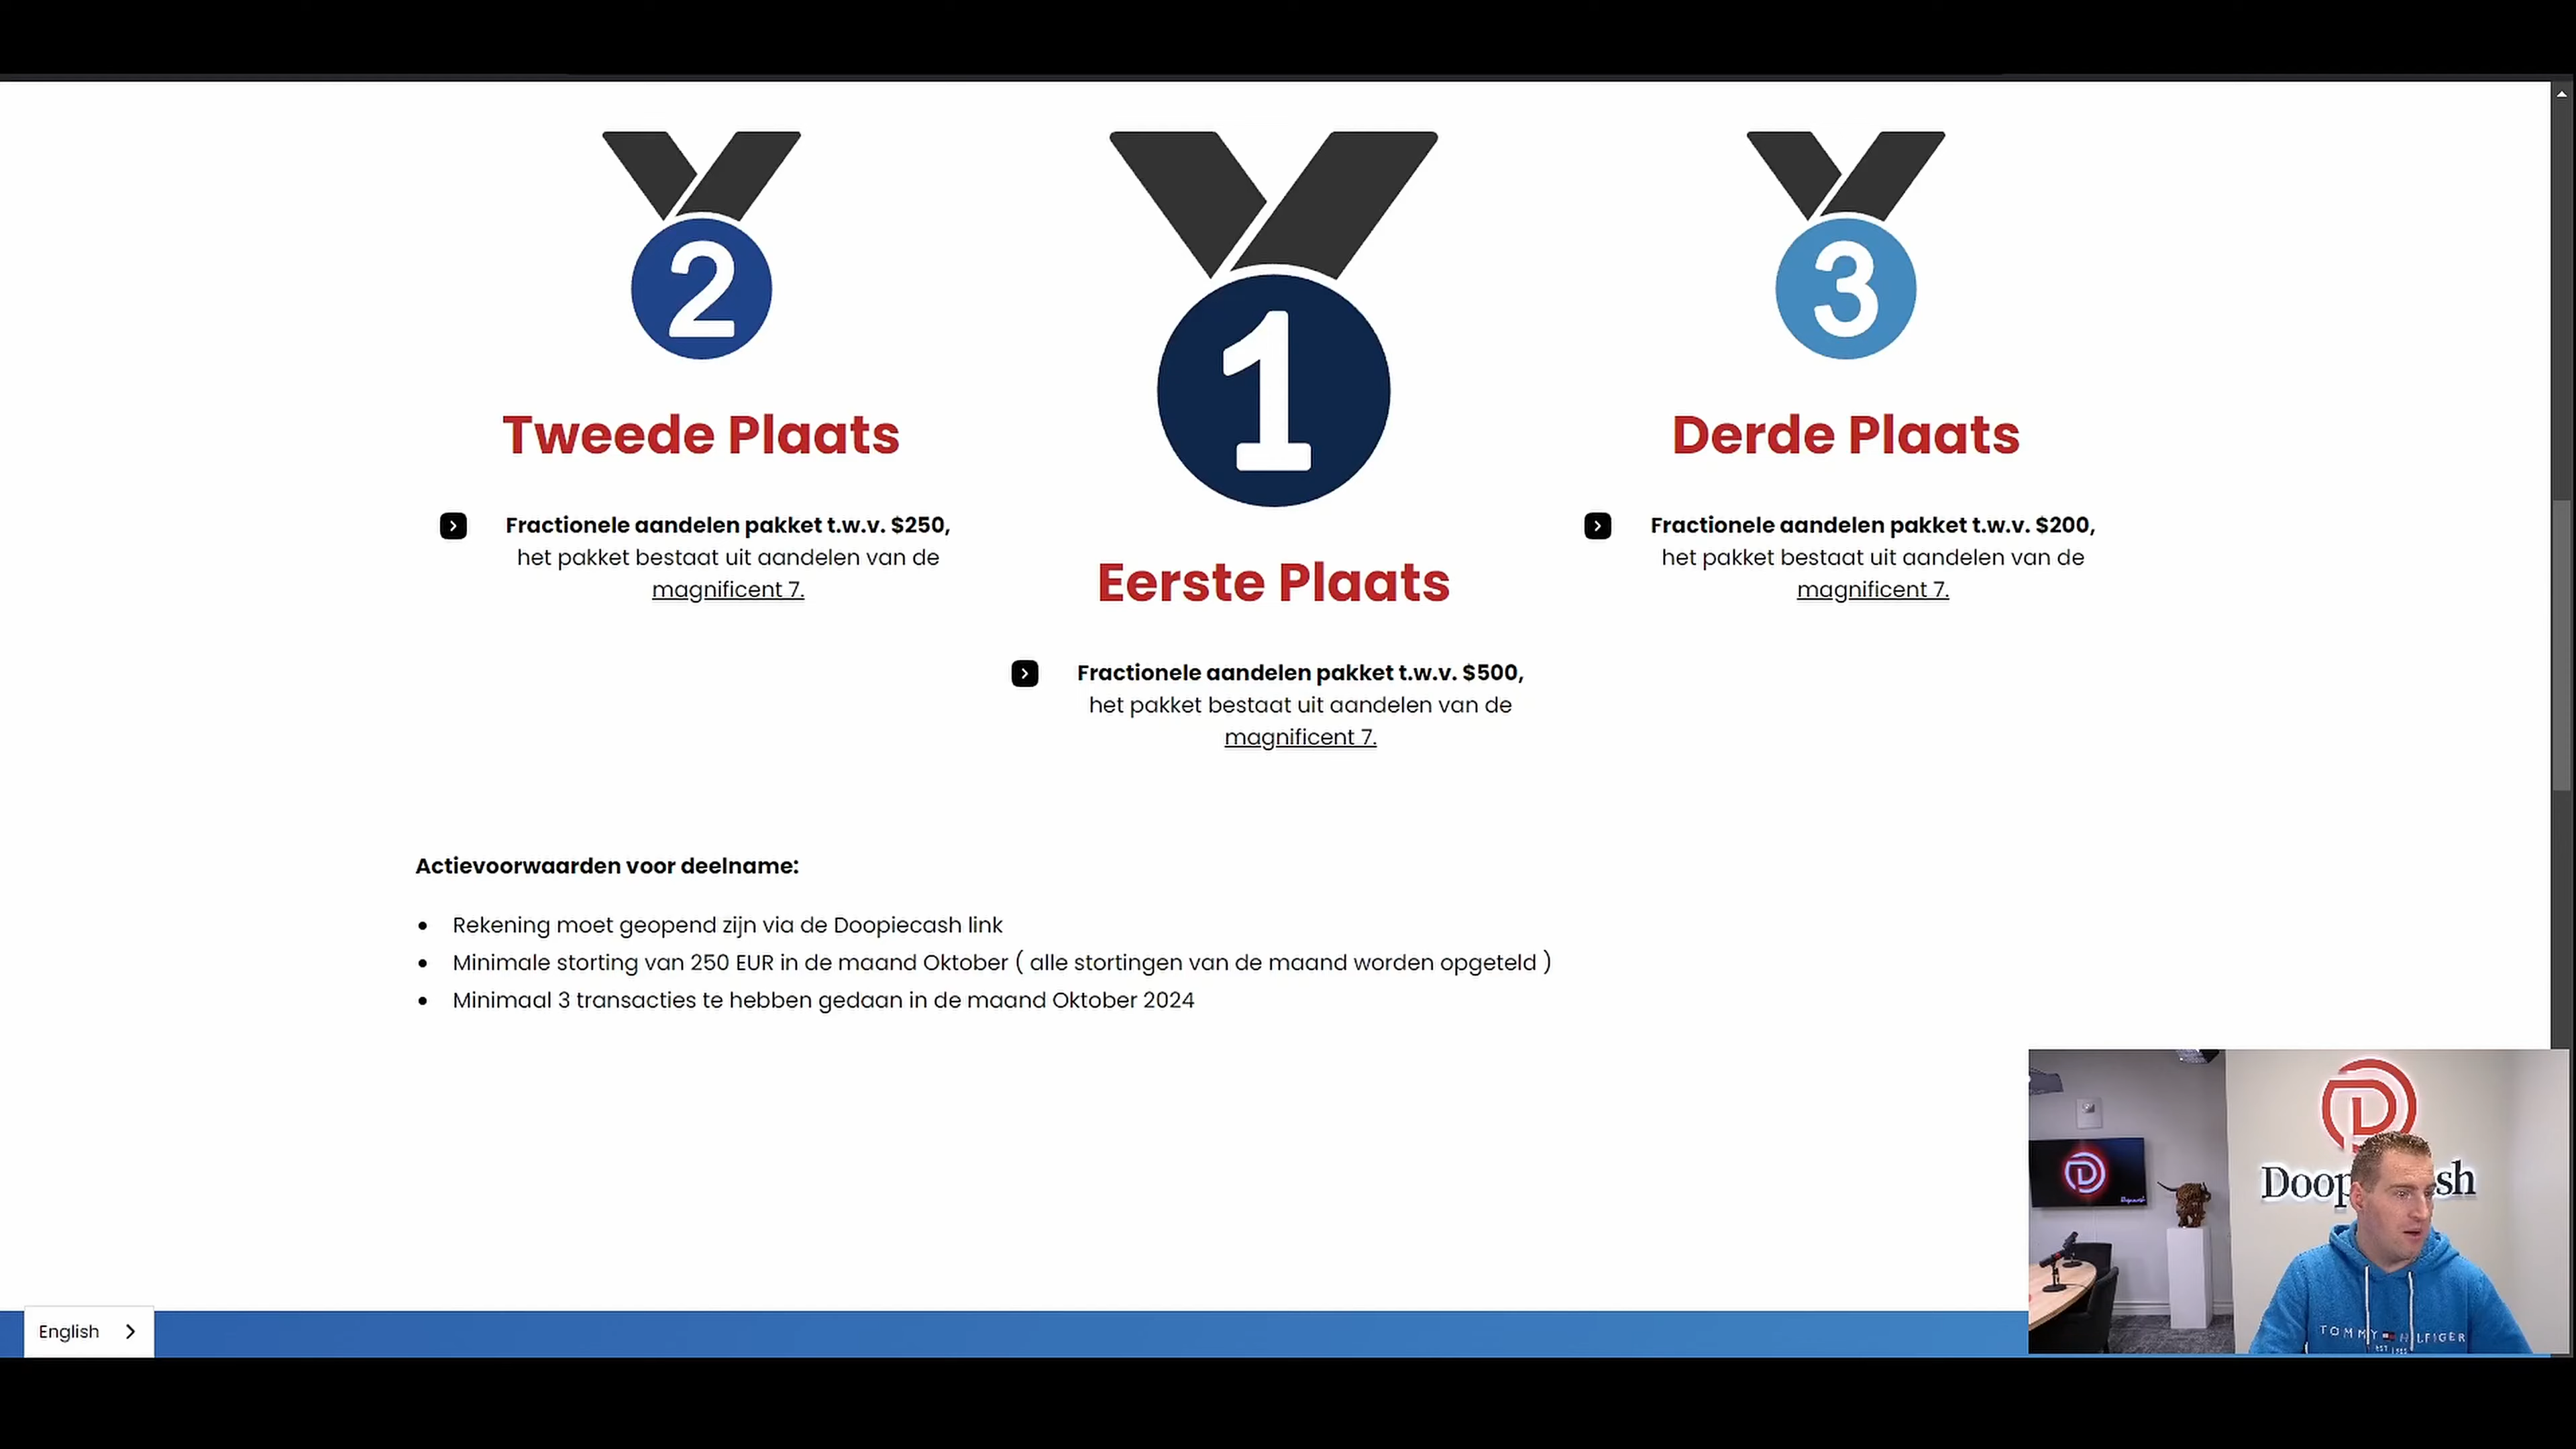 2
Tweede Plaats
Fractionele aandelen pakket t.w.v. $250,
het pakket bestaat uit aandelen van de
magnificent 7.
1
Eerste Plaats
Fractionele aandelen pakket t.w.v. $500,
het pakket bestaat uit aandelen van de
magnificent 7.
3
Derde Plaats
Fractionele aandelen pakket t.w.v. $200,
het pakket bestaat uit aandelen van de
magnificent 7.
Actievoorwaarden voor deelname:
Rekening moet geopend zijn via de Doopiecash link
Minimale storting van 250 EUR in de maand Oktober ( alle stortingen van de maand worden opgeteld )
Minimaal 3 transacties te hebben gedaan in de maand Oktober 2024
English
TOMMY HILFIGER